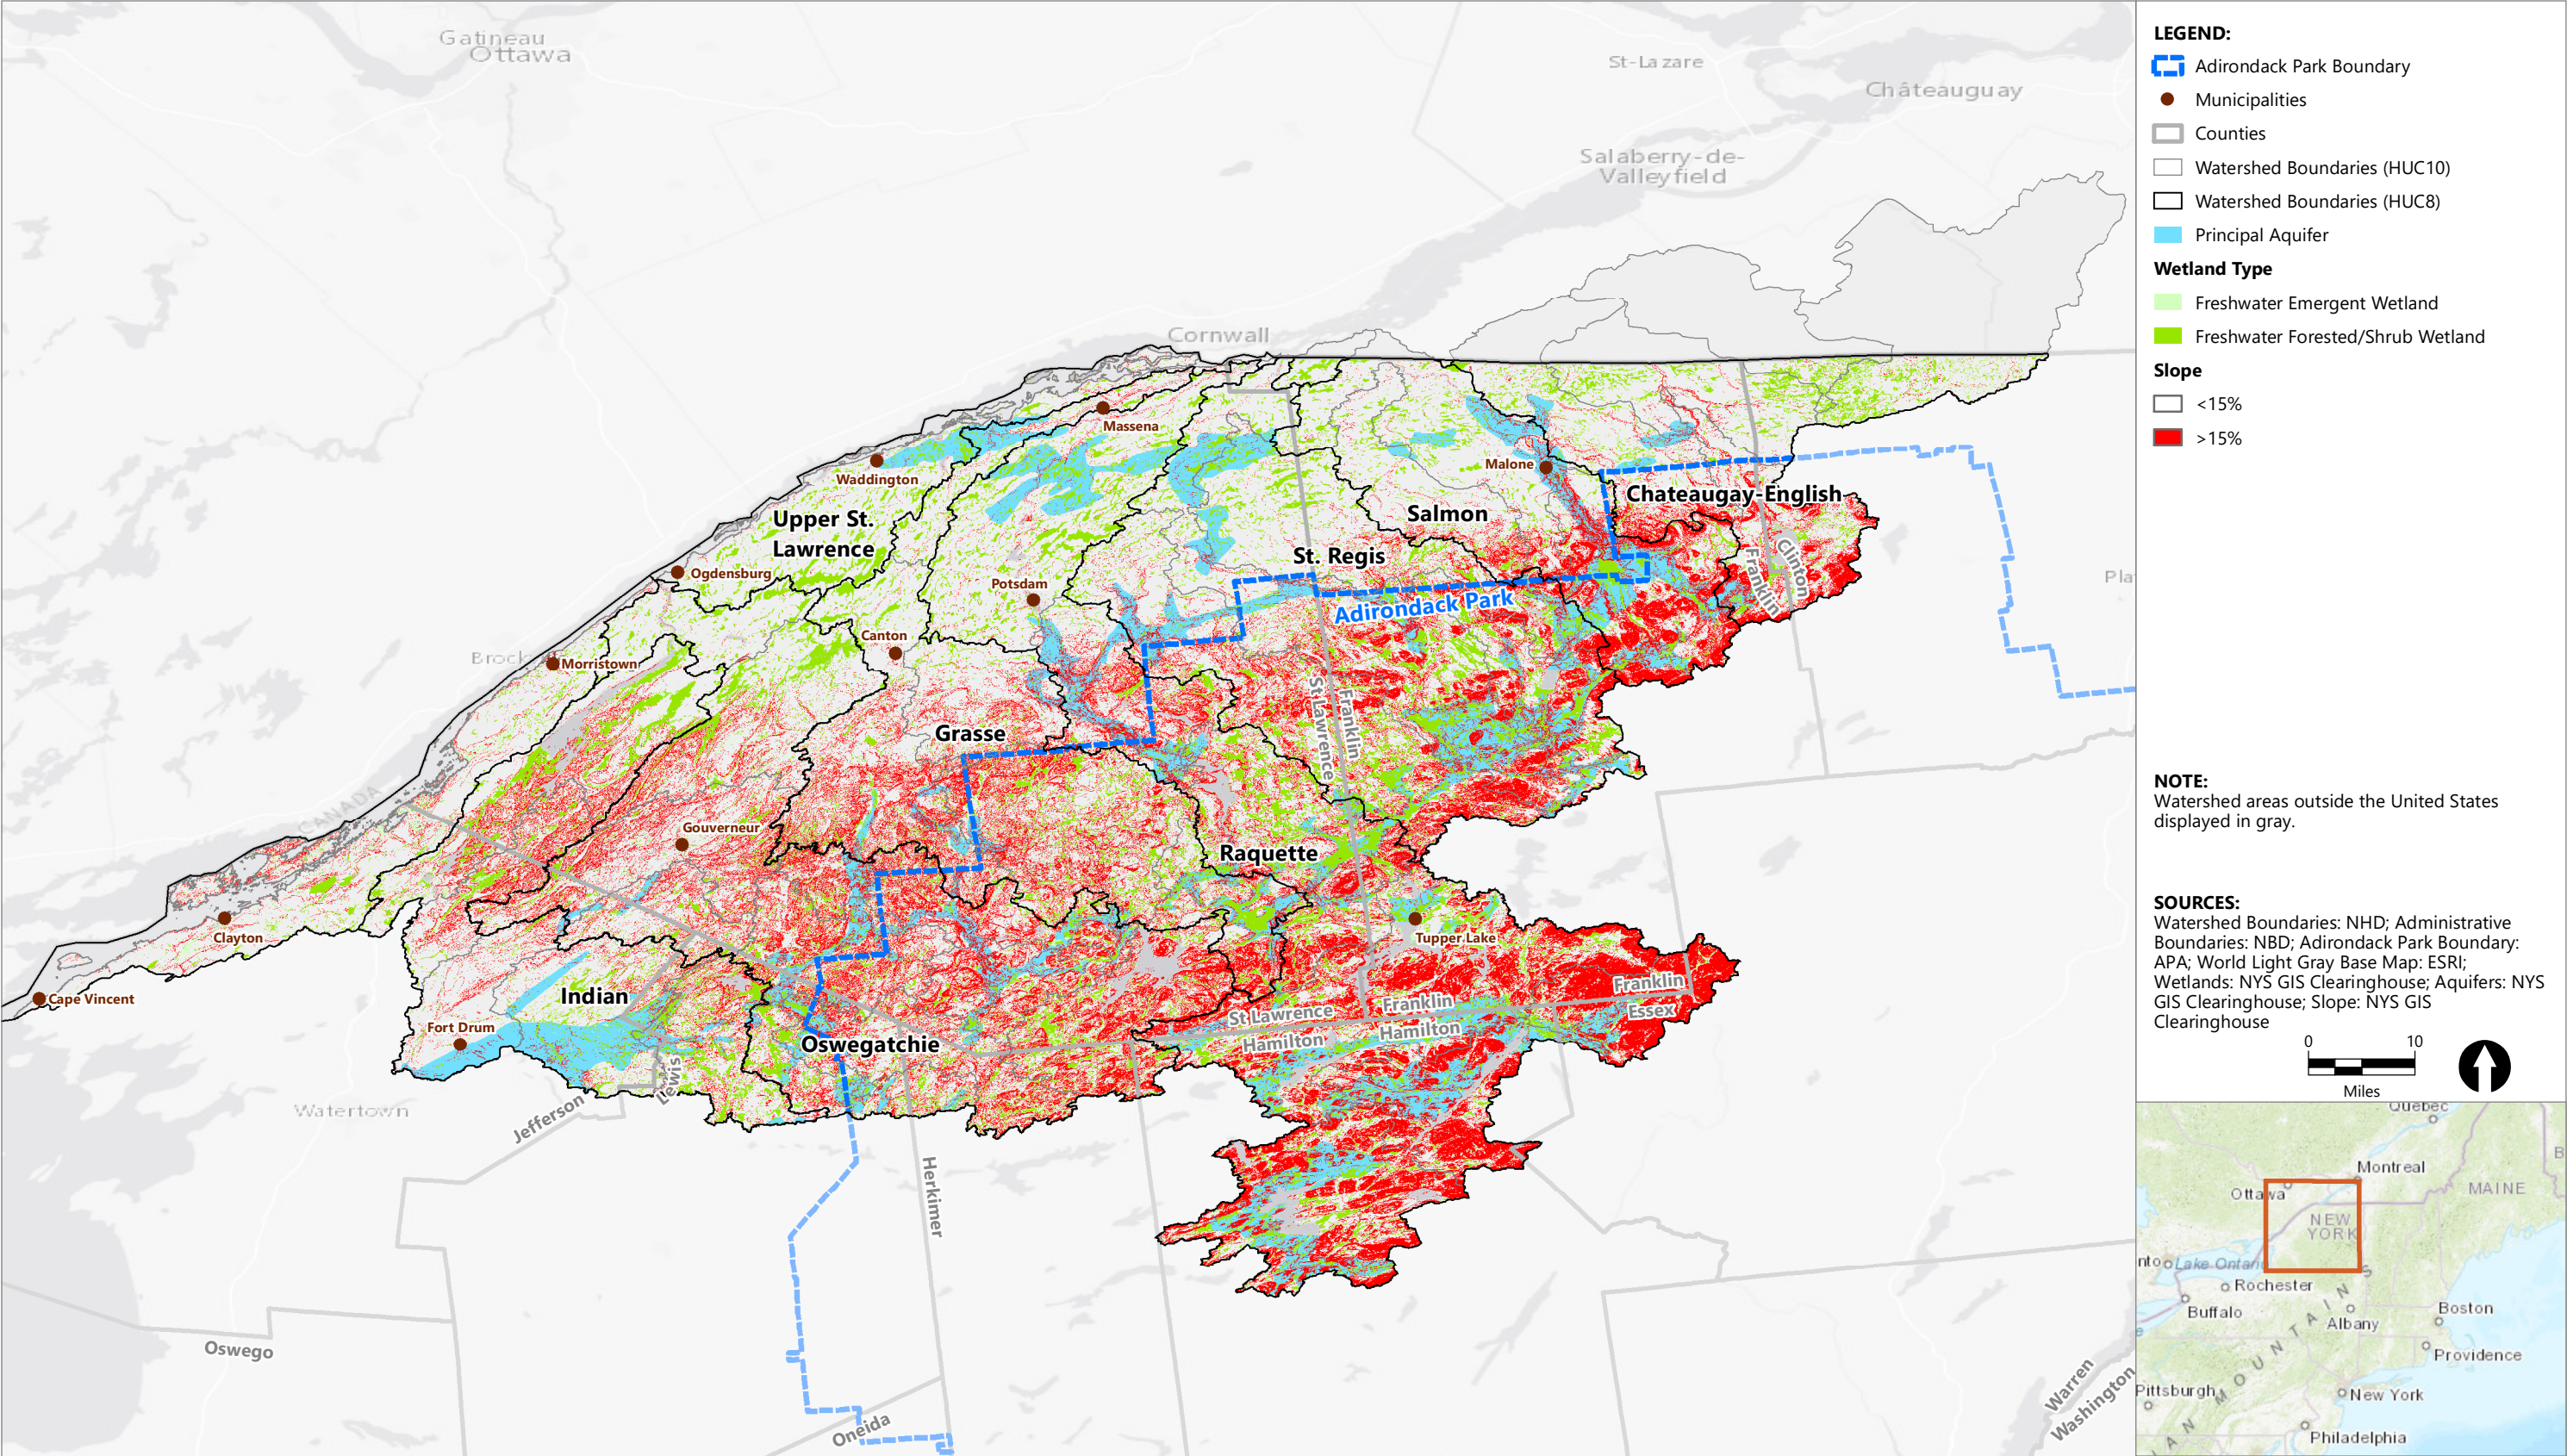 Gatineau
Ottawa
St-Lazare
Châteauguay
Salaberry-de-
Valleyfield
Cornwall
Massena
Waddington
Malone
Chateaugay-English
Salmon
Upper St.
Lawrence
St. Regis
Clinton
Franklin
Ogdensburg
Potsdam
Adirondack Park
Canton
Morristown
St Lawrence
Franklin
Grasse
CANADA
Gouverneur
Raquette
Clayton
Tupper Lake
Cape Vincent
Indian
Franklin
Franklin
Essex
St Lawrence
Hamilton
Hamilton
Fort Drum
Oswegatchie
Lewis
Watertown
Jefferson
Herkimer
Oswego
Oneida
Warren
Washington
LEGEND:
Adirondack Park Boundary
Municipalities
Counties
Watershed Boundaries (HUC10)
Watershed Boundaries (HUC8)
Principal Aquifer
Wetland Type
Freshwater Emergent Wetland
Freshwater Forested/Shrub Wetland
Slope
<15%
>15%
NOTE:
Watershed areas outside the United States
displayed in gray.
SOURCES:
Watershed Boundaries: NHD; Administrative
Boundaries: NBD; Adirondack Park Boundary:
APA; World Light Gray Base Map: ESRI;
Wetlands: NYS GIS Clearinghouse; Aquifers: NYS
GIS Clearinghouse; Slope: NYS GIS
Clearinghouse
0 10
Miles
Quebec
Montreal
Ottawa
MAINE
NEW
YORK
Lake Ontario
Rochester
Buffalo
Albany
Boston
Providence
Pittsburgh
New York
Philadelphia
MOUNTAINS